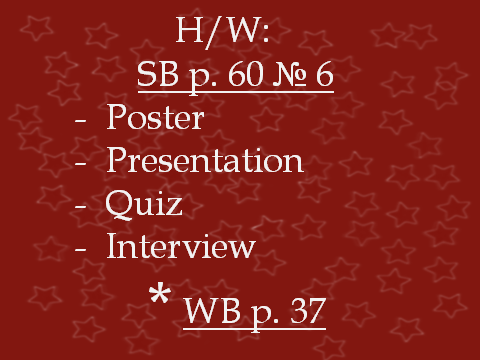 H/W:
SB p. 60 № 6
- Poster
- Presentation
- Quiz
- Interview
* WB p. 37